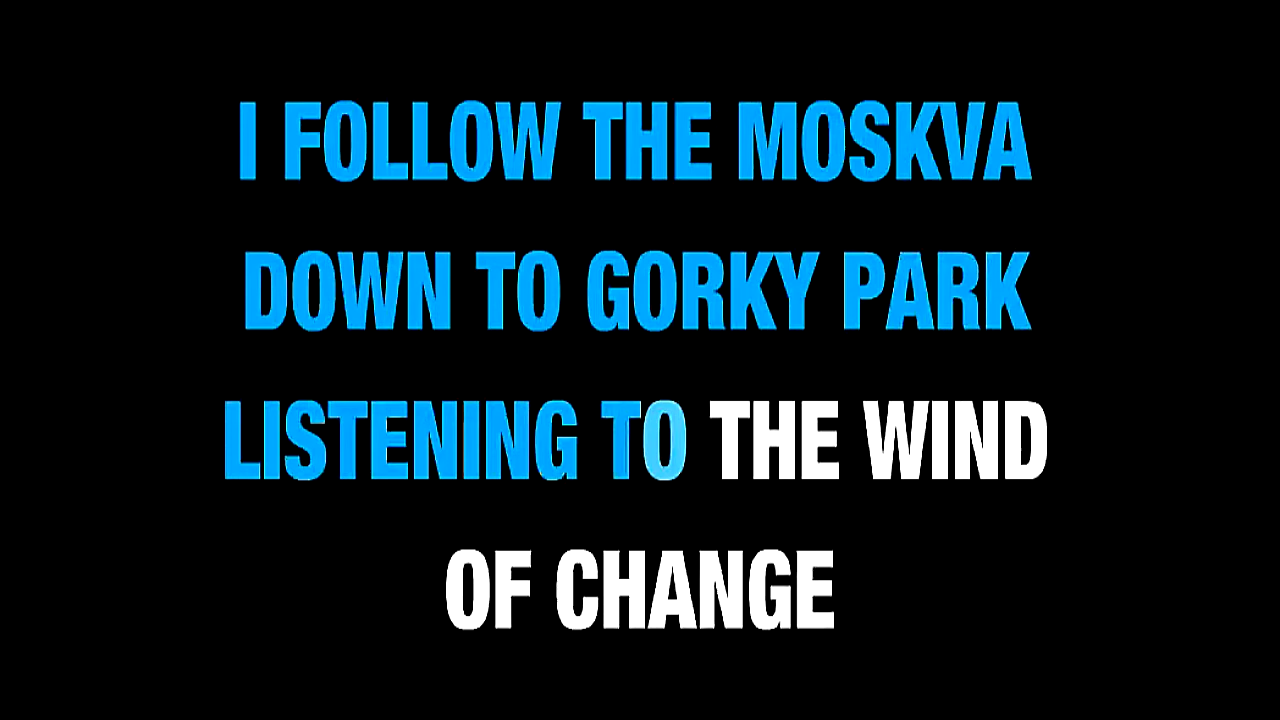 I FOLLOW THE MOSKVA
DOWN TO GORKY PARK
LISTENING TO THE WIND
OF CHANGE